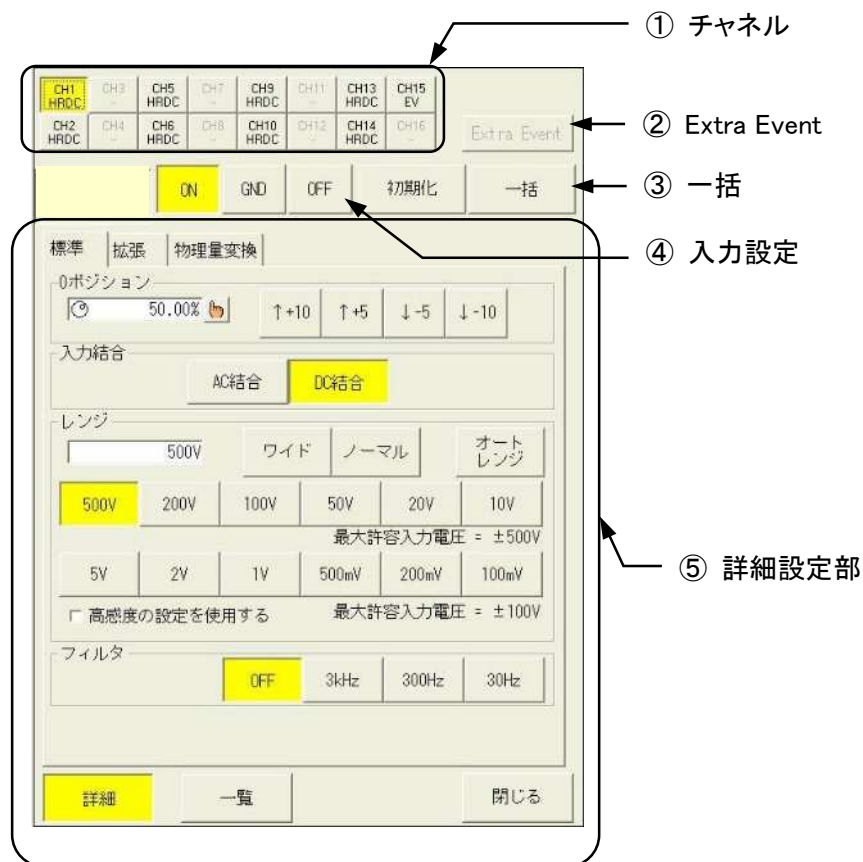 ① チャネル
CH1 CH3 CH5 CH7 CH9 CH11 CH13 CH15
HRDC - HRDC - HRDC - HRDC EV
CH2 CH4 CH6 CH8 CH10 CH12 CH14 CH16
HRDC - HRDC - HRDC - HRDC -
Extra Event
② Extra Event
ON GND OFF 初期化 一括
③ 一括
④ 入力設定
標準 拡張 物理量変換
0ポジション
50.00% ↑+10 ↑+5 ↓-5 ↓-10
入力結合
AC結合 DC結合
レンジ
500V ワイド ノーマル オート
レンジ
500V 200V 100V 50V 20V 10V
最大許容入力電圧 = ±500V
5V 2V 1V 500mV 200mV 100mV
高感度の設定を使用する 最大許容入力電圧 = ±100V
⑤ 詳細設定部
フィルタ
OFF 3kHz 300Hz 30Hz
詳細 一覧 閉じる